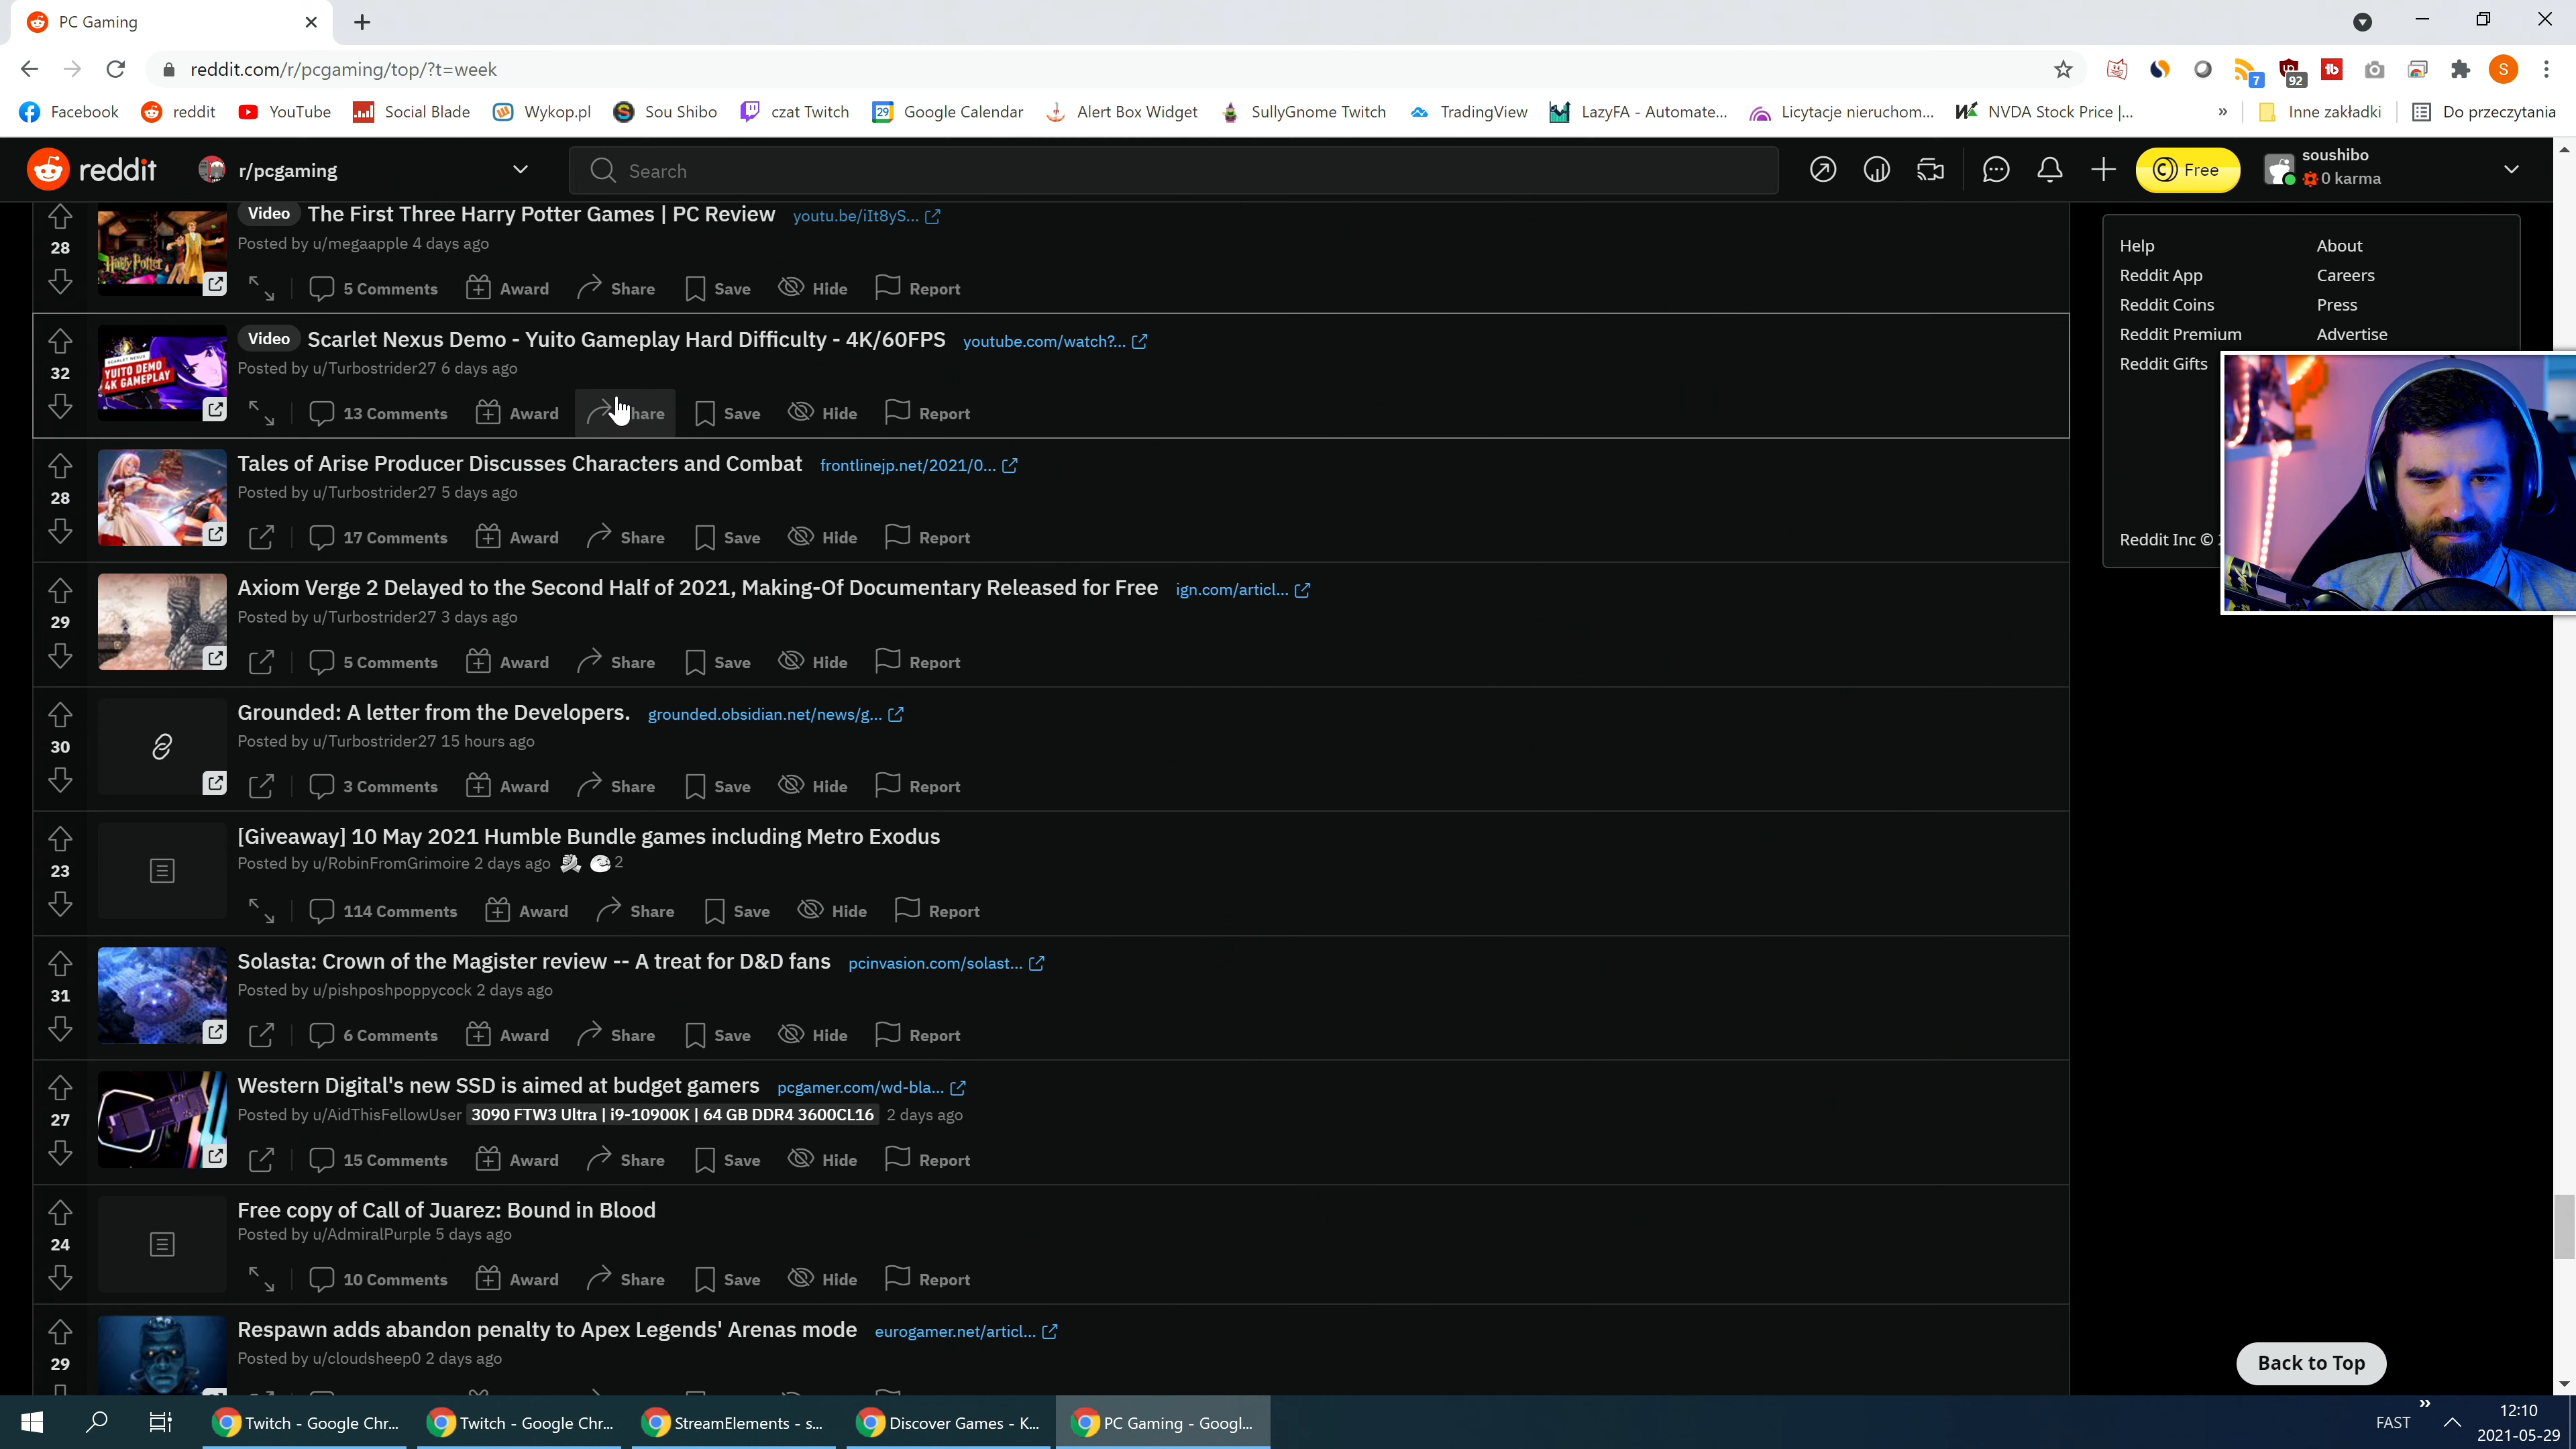 PC Gaming
reddit.com/r/pcgaming/top/?t=week
7
92
S
Facebook reddit YouTube Social Blade Wykop.pl Sou Shibo czat Twitch Google Calendar Alert Box Widget SullyGnome Twitch TradingView LazyFA - Automate... Licytacje nieruchom... NVDA Stock Price |... » Inne zakładki Do przeczytania
reddit r/pcgaming Search Free soushibo
0 karma
Video The First Three Harry Potter Games | PC Review youtu.be/iIt8yS...
Posted by u/megaapple 4 days ago
28
5 Comments Award Share Save Hide Report
Video Scarlet Nexus Demo - Yuito Gameplay Hard Difficulty - 4K/60FPS youtube.com/watch?...
Posted by u/Turbostrider27 6 days ago
32
SCARLET NEXUS
YUITO DEMO
4K GAMEPLAY
13 Comments Award Share Save Hide Report
Tales of Arise Producer Discusses Characters and Combat frontlinejp.net/2021/0...
Posted by u/Turbostrider27 5 days ago
28
17 Comments Award Share Save Hide Report
Axiom Verge 2 Delayed to the Second Half of 2021, Making-Of Documentary Released for Free ign.com/articl...
Posted by u/Turbostrider27 3 days ago
29
5 Comments Award Share Save Hide Report
Grounded: A letter from the Developers. grounded.obsidian.net/news/g...
Posted by u/Turbostrider27 15 hours ago
30
3 Comments Award Share Save Hide Report
[Giveaway] 10 May 2021 Humble Bundle games including Metro Exodus
Posted by u/RobinFromGrimoire 2 days ago 2
23
114 Comments Award Share Save Hide Report
Solasta: Crown of the Magister review -- A treat for D&D fans pcinvasion.com/solast...
Posted by u/pishposhpoppycock 2 days ago
31
6 Comments Award Share Save Hide Report
Western Digital's new SSD is aimed at budget gamers pcgamer.com/wd-bla...
Posted by u/AidThisFellowUser 3090 FTW3 Ultra | i9-10900K | 64 GB DDR4 3600CL16 2 days ago
27
15 Comments Award Share Save Hide Report
Free copy of Call of Juarez: Bound in Blood
Posted by u/AdmiralPurple 5 days ago
24
10 Comments Award Share Save Hide Report
Respawn adds abandon penalty to Apex Legends' Arenas mode eurogamer.net/articl...
Posted by u/cloudsheep0 2 days ago
29
Help About
Reddit App Careers
Reddit Coins Press
Reddit Premium Advertise
Reddit Gifts
Reddit Inc ©
Back to Top
Twitch - Google Chr... Twitch - Google Chr... StreamElements - s... Discover Games - K... PC Gaming - Googl... FAST » 12:10
2021-05-29